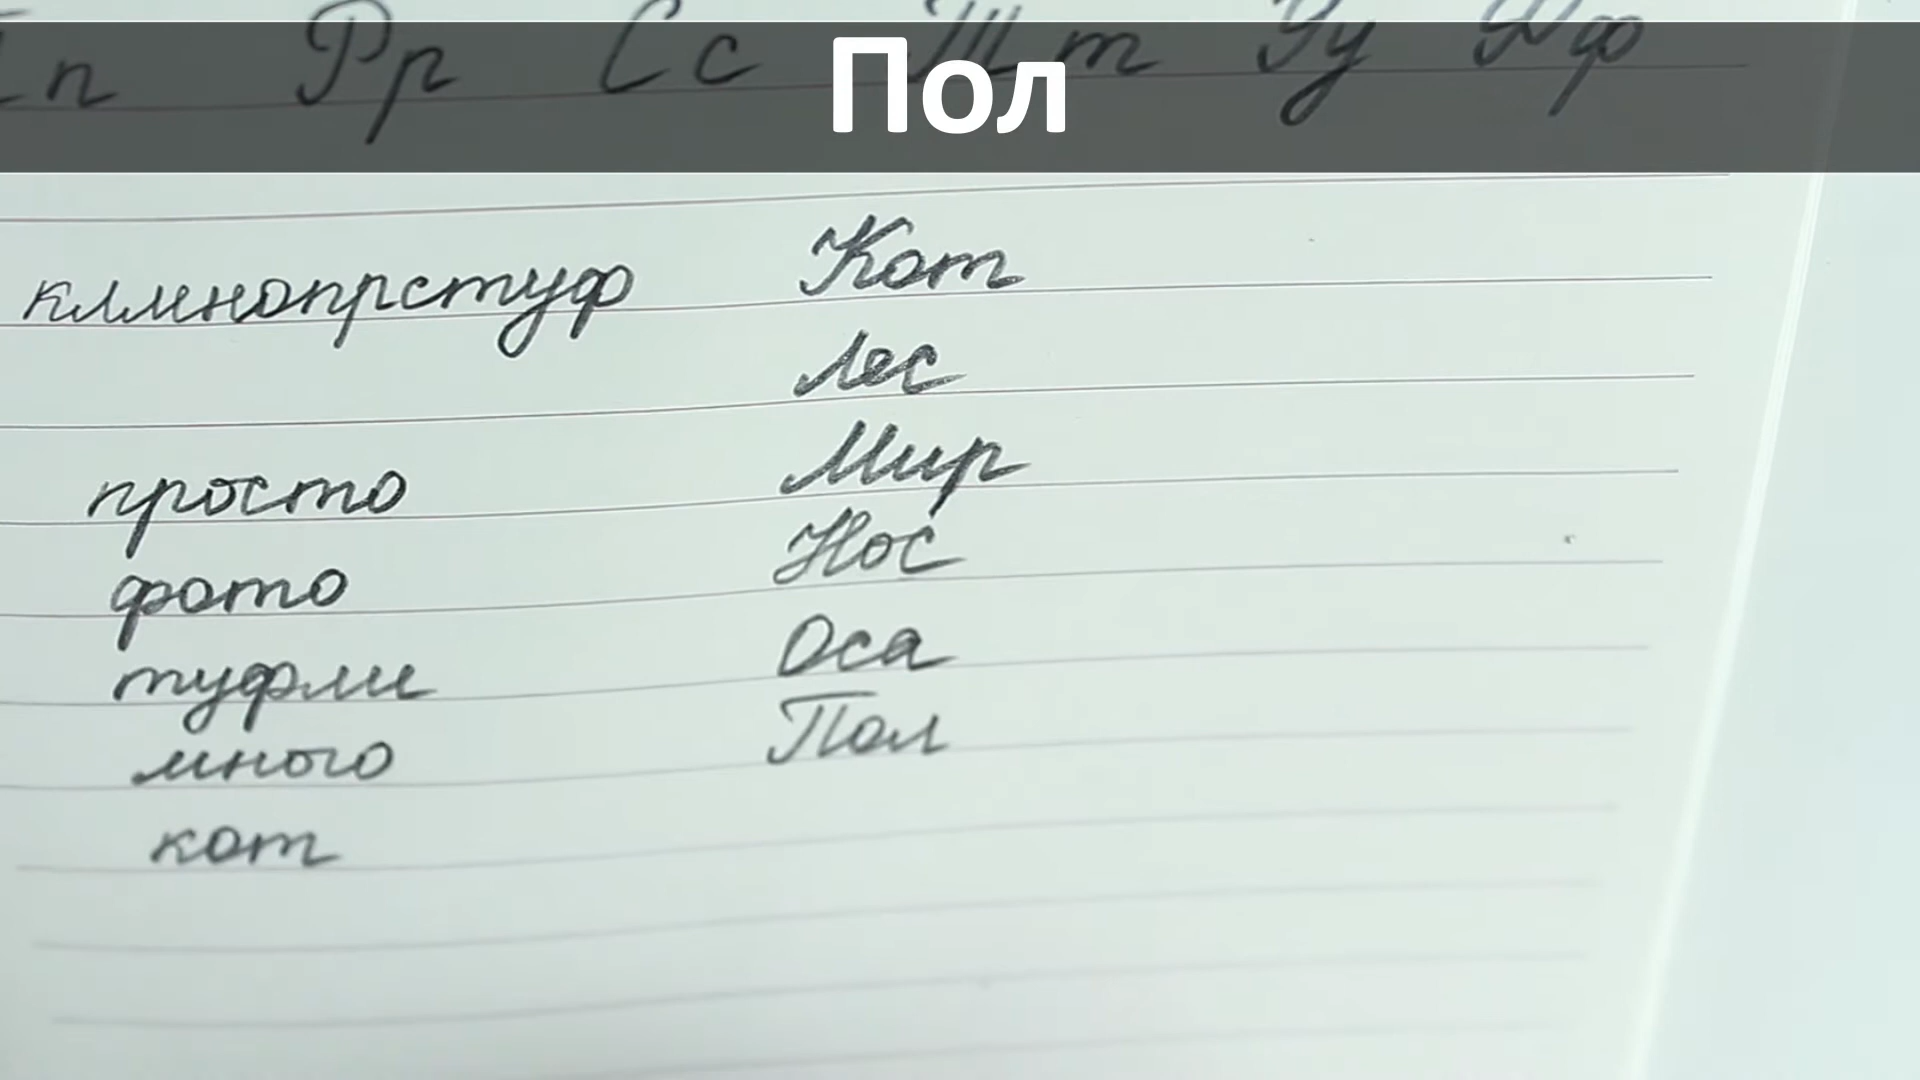 Пп Рр Сс Тт Уу Фф
Пол
клмнопрстуф
Кот
Лес
Мир
Нос
Оса
Пол
просто
фото
туфли
много
кот